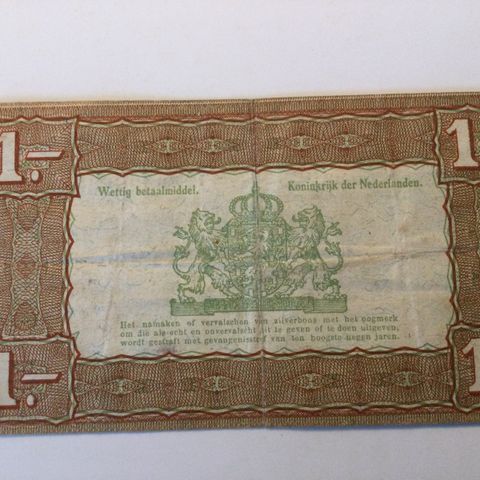 1.- 1
Wettig betaalmiddel. Koninkrijk der Nederlanden.
Het namaken of vervalschen van zilverbons met het oogmerk
om die als echt en onvervalscht uit te geven of te doen uitgeven,
wordt gestraft met gevangenisstraf van ten hoogste negen jaren.
1.- 1